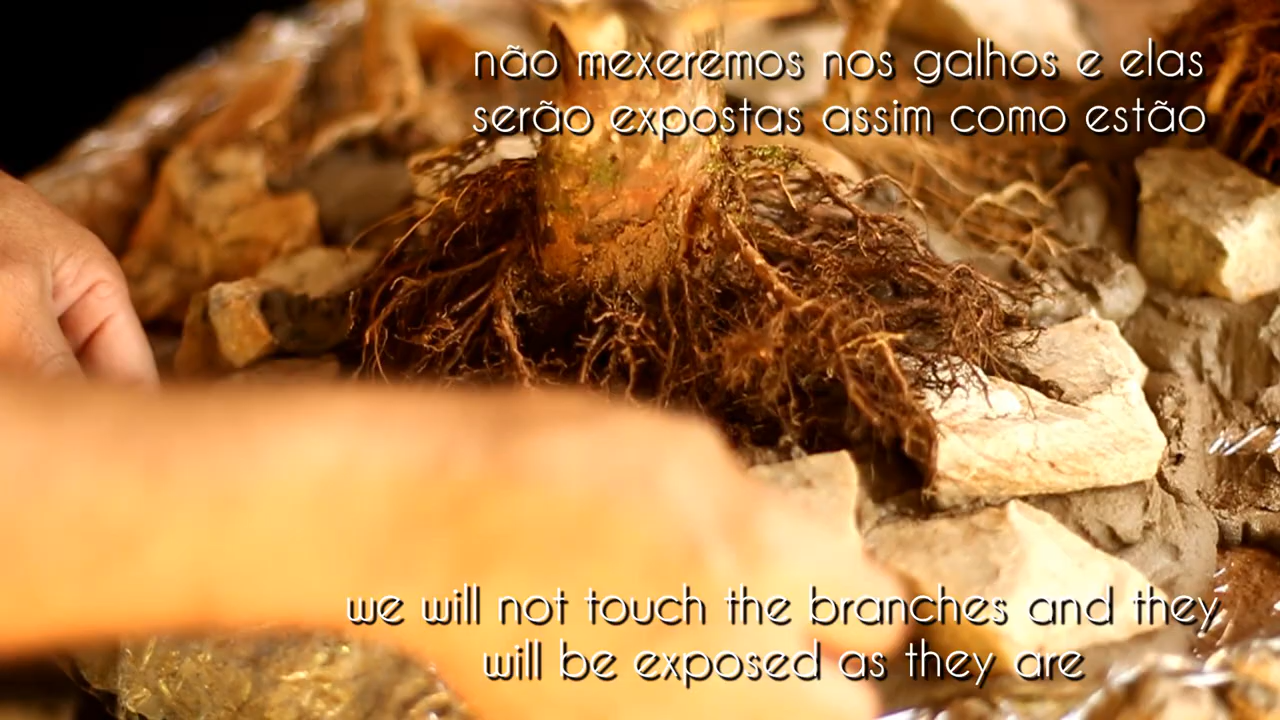 não mexeremos nos galhos e elas
serão expostas assim como estão
we will not touch the branches and they
will be exposed as they are